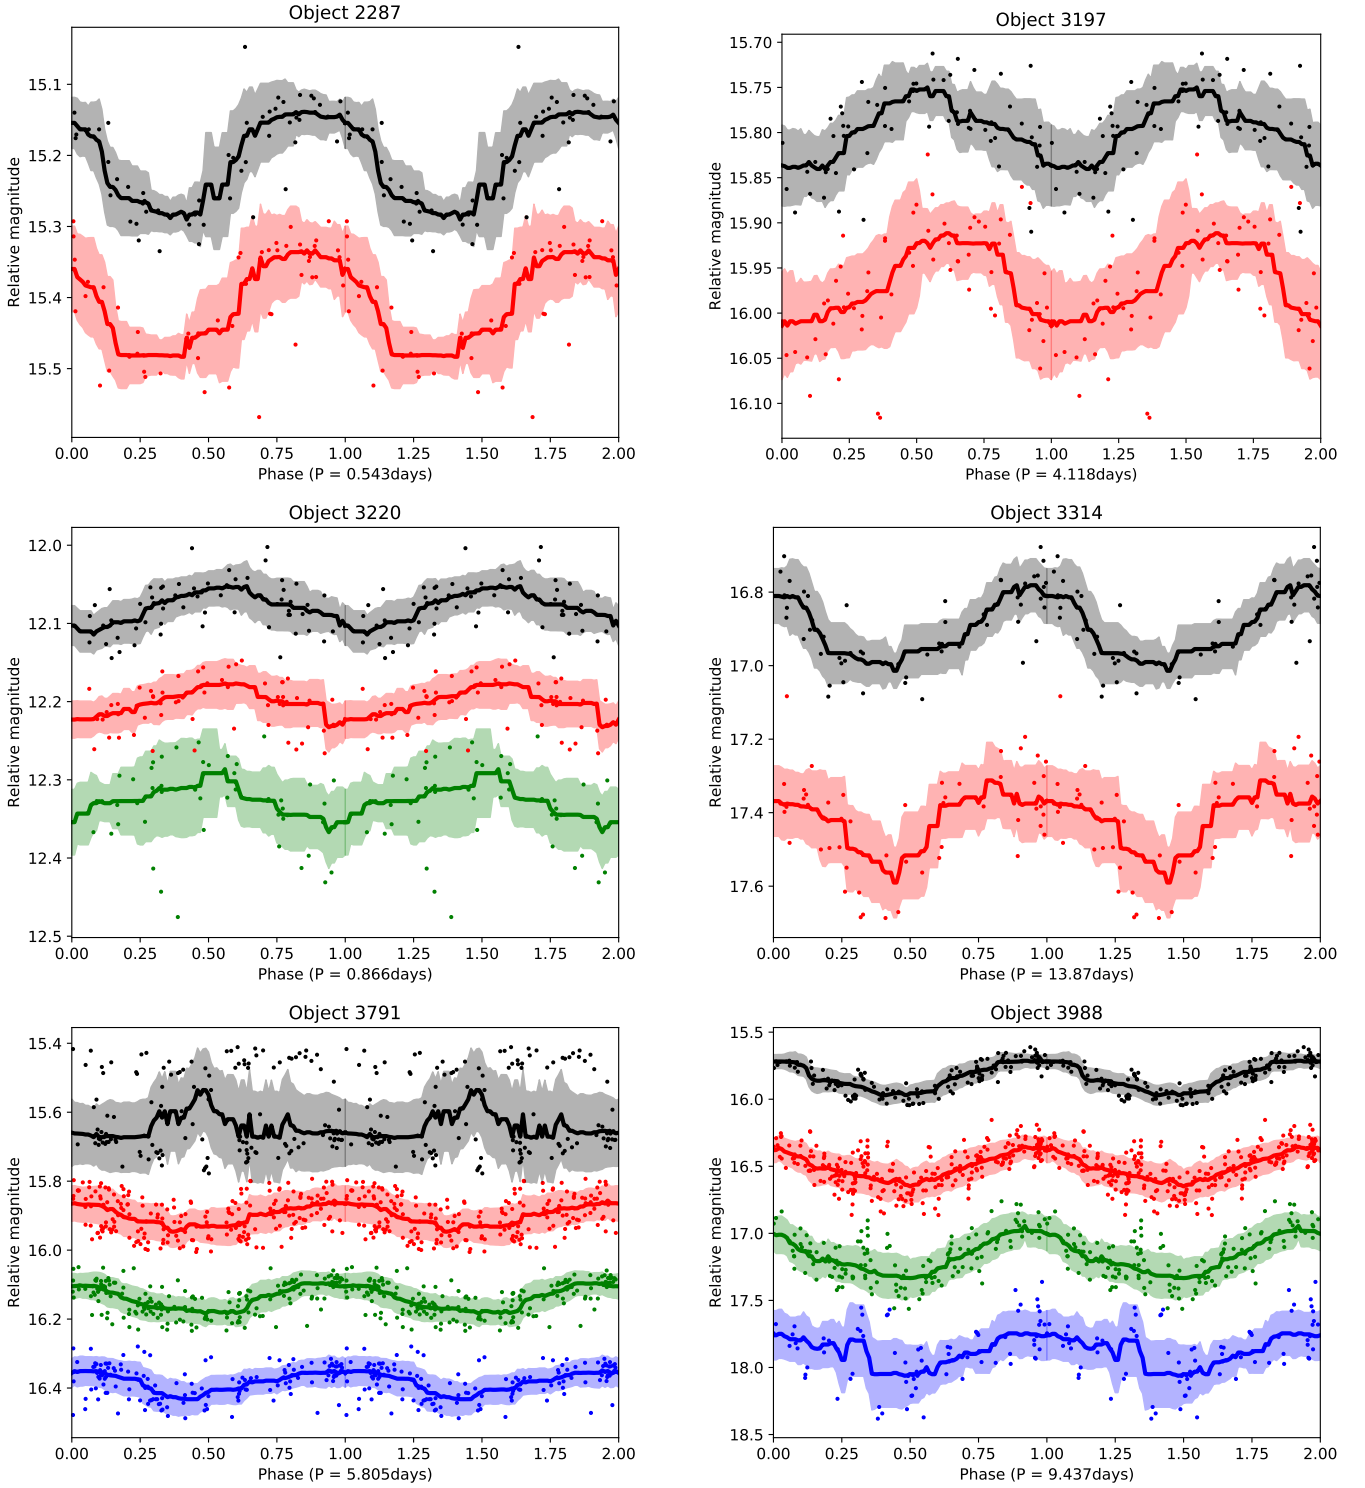 Object 2287
Relative magnitude
15.1
15.2
15.3
15.4
15.5
0.00 0.25 0.50 0.75 1.00 1.25 1.50 1.75 2.00
Phase (P = 0.543days)
Object 3197
Relative magnitude
15.70
15.75
15.80
15.85
15.90
15.95
16.00
16.05
16.10
0.00 0.25 0.50 0.75 1.00 1.25 1.50 1.75 2.00
Phase (P = 4.118days)
Object 3220
Relative magnitude
12.0
12.1
12.2
12.3
12.4
12.5
0.00 0.25 0.50 0.75 1.00 1.25 1.50 1.75 2.00
Phase (P = 0.866days)
Object 3314
Relative magnitude
16.8
17.0
17.2
17.4
17.6
0.00 0.25 0.50 0.75 1.00 1.25 1.50 1.75 2.00
Phase (P = 13.87days)
Object 3791
Relative magnitude
15.4
15.6
15.8
16.0
16.2
16.4
0.00 0.25 0.50 0.75 1.00 1.25 1.50 1.75 2.00
Phase (P = 5.805days)
Object 3988
Relative magnitude
15.5
16.0
16.5
17.0
17.5
18.0
18.5
0.00 0.25 0.50 0.75 1.00 1.25 1.50 1.75 2.00
Phase (P = 9.437days)